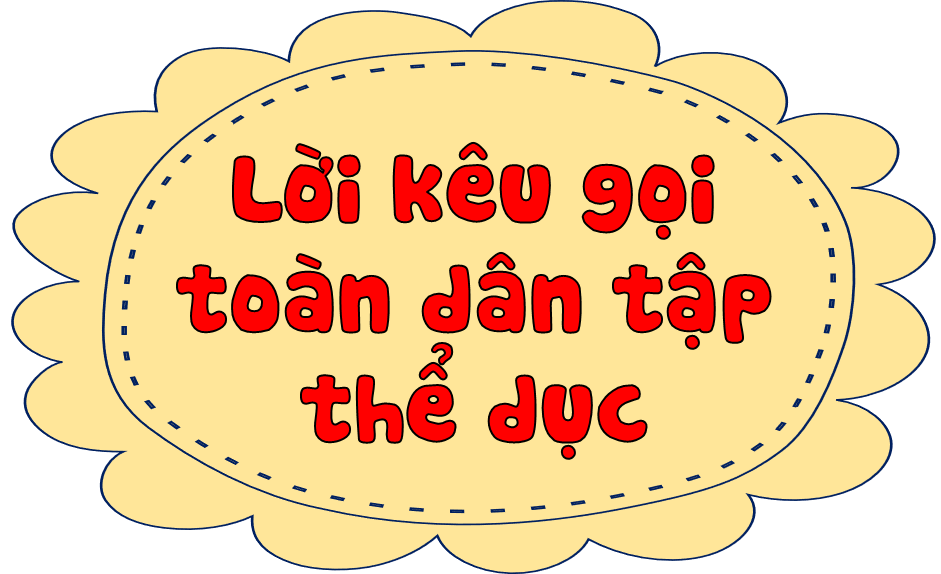 Lời kêu gọi
toàn dân tập
thể dục